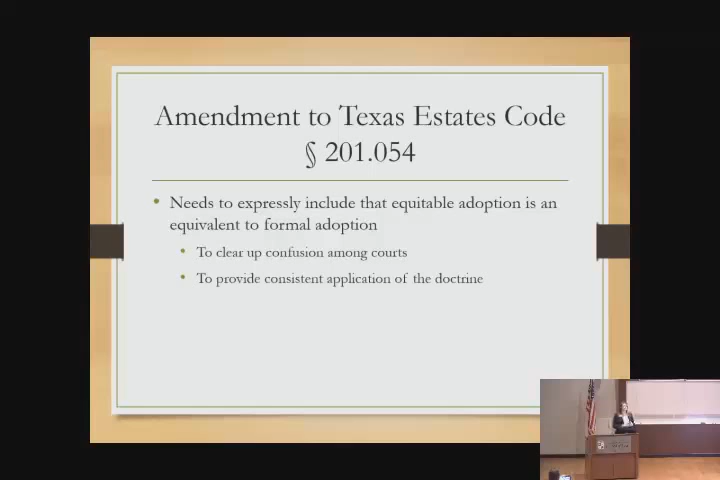 Amendment to Texas Estates Code
§ 201.054
• Needs to expressly include that equitable adoption is an
equivalent to formal adoption
• To clear up confusion among courts
• To provide consistent application of the doctrine